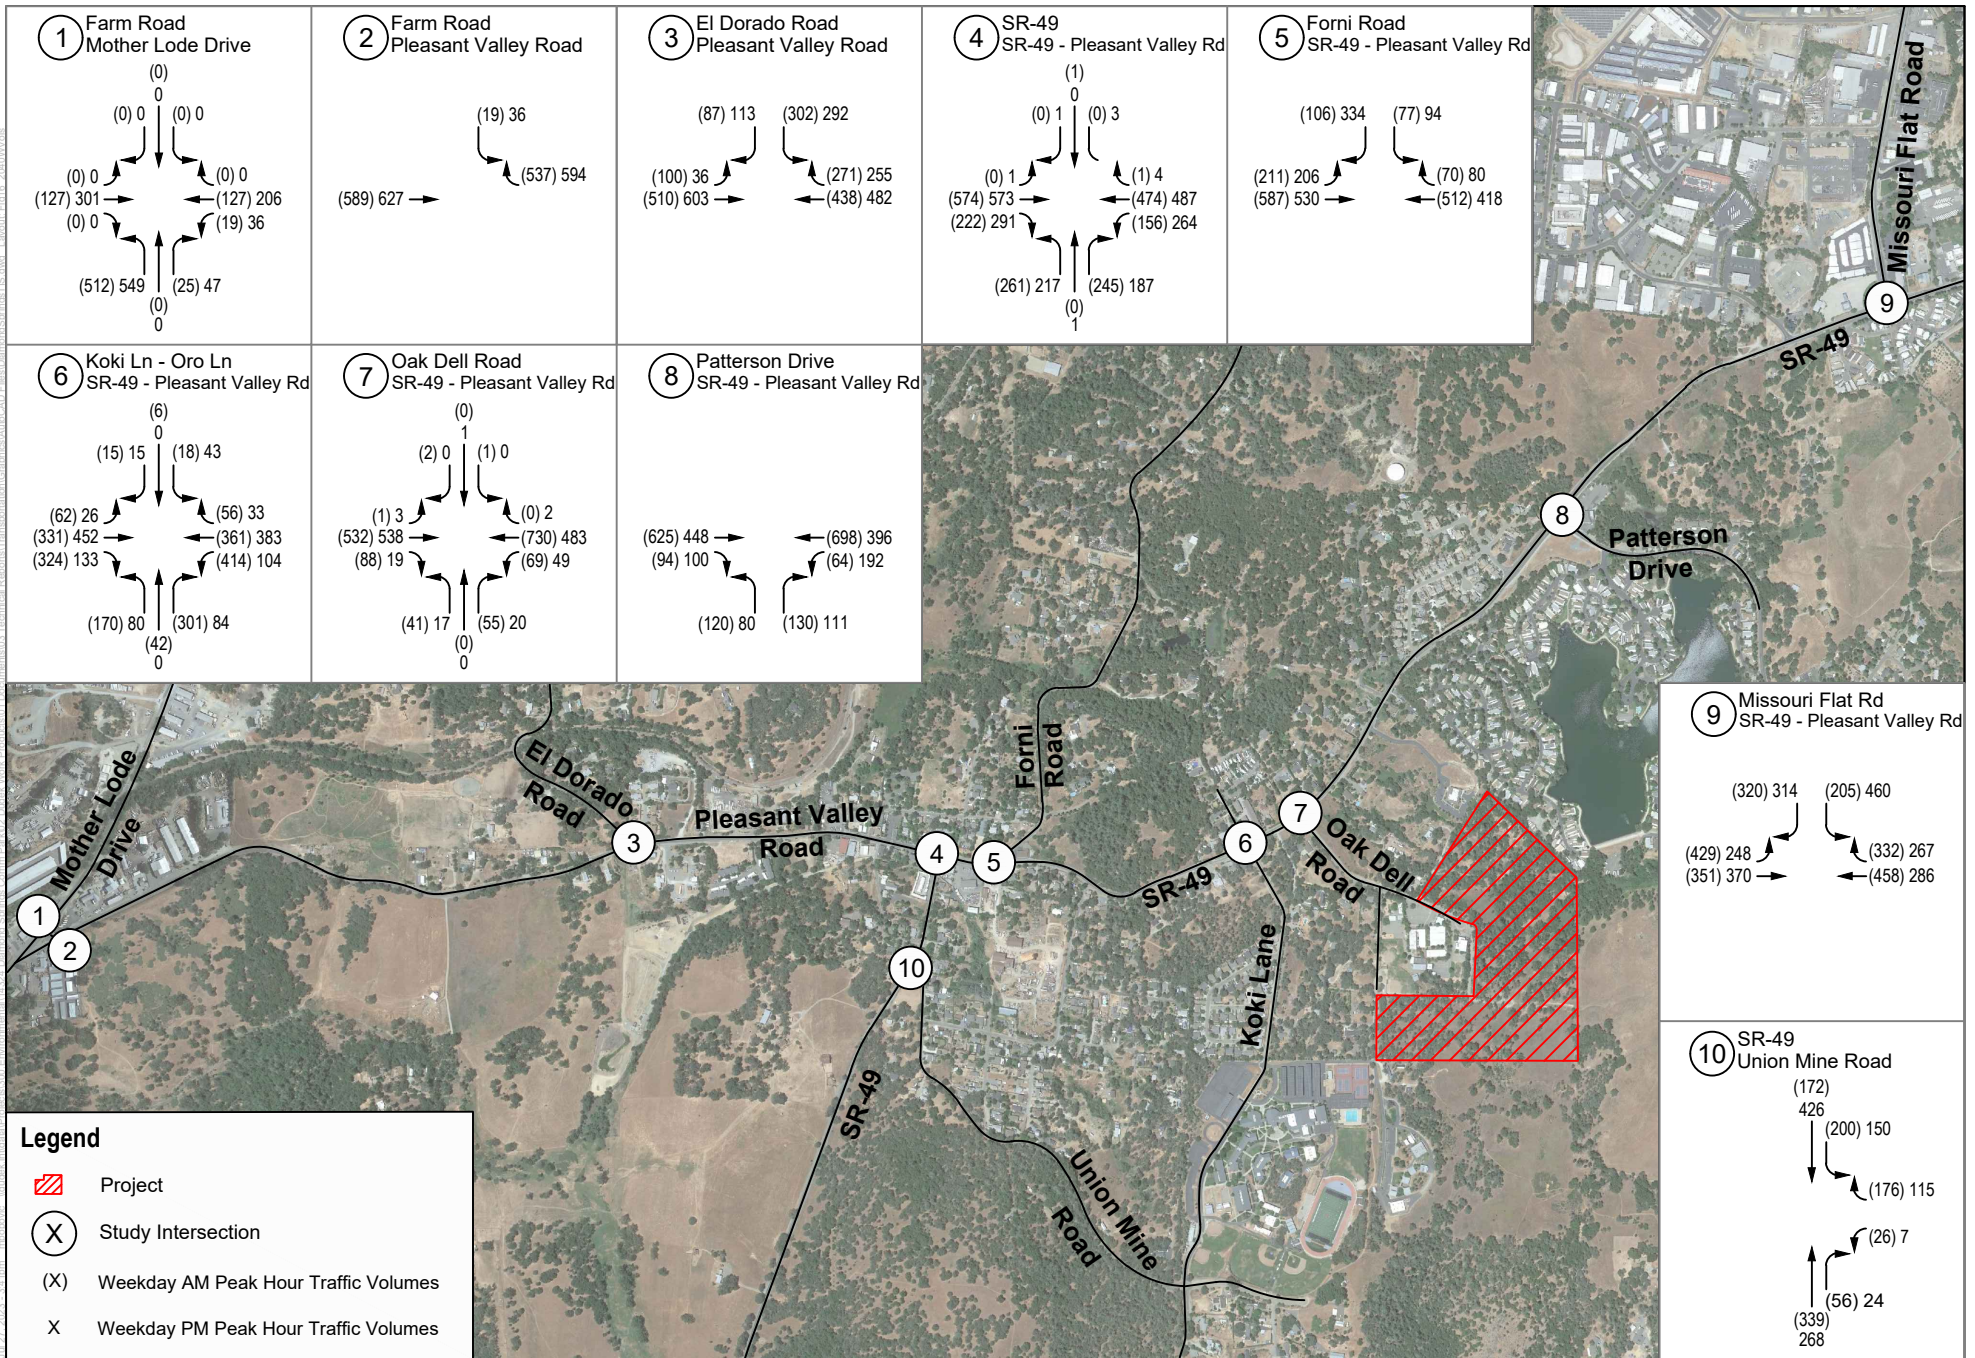 1
Farm Road
Mother Lode Drive
(0)
0
(0) 0
(0) 0
(0) 0
(127) 301
(0) 0
(0) 0
(127) 206
(19) 36
(512) 549
(25) 47
(0)
0
2
Farm Road
Pleasant Valley Road
(19) 36
(537) 594
(589) 627
3
El Dorado Road
Pleasant Valley Road
(87) 113
(302) 292
(100) 36
(510) 603
(271) 255
(438) 482
4
SR-49
SR-49 - Pleasant Valley Rd
(1)
0
(0) 1
(0) 3
(0) 1
(574) 573
(222) 291
(1) 4
(474) 487
(156) 264
(261) 217
(245) 187
(0)
1
5
Forni Road
SR-49 - Pleasant Valley Rd
(106) 334
(77) 94
(211) 206
(587) 530
(70) 80
(512) 418
6
Koki Ln - Oro Ln
SR-49 - Pleasant Valley Rd
(6)
0
(15) 15
(18) 43
(62) 26
(331) 452
(324) 133
(56) 33
(361) 383
(414) 104
(170) 80
(301) 84
(42)
0
7
Oak Dell Road
SR-49 - Pleasant Valley Rd
(0)
1
(2) 0
(1) 0
(1) 3
(532) 538
(88) 19
(0) 2
(730) 483
(69) 49
(41) 17
(55) 20
(0)
0
8
Patterson Drive
SR-49 - Pleasant Valley Rd
(625) 448
(94) 100
(698) 396
(64) 192
(120) 80
(130) 111
9
Missouri Flat Rd
SR-49 - Pleasant Valley Rd
(320) 314
(205) 460
(429) 248
(351) 370
(332) 267
(458) 286
10
SR-49
Union Mine Road
(172)
426
(200) 150
(176) 115
(26) 7
(56) 24
(339)
268
Missouri Flat Road
9
SR-49
8
Patterson
Drive
Forni
Road
7
6
Oak Dell
Road
SR-49
Koki Lane
El Dorado
Road
3
Pleasant Valley
Road
4
5
10
Mother Lode
Drive
1
2
SR-49
Union Mine
Road
Legend
Project
X
Study Intersection
(X)
Weekday AM Peak Hour Traffic Volumes
X
Weekday PM Peak Hour Traffic Volumes